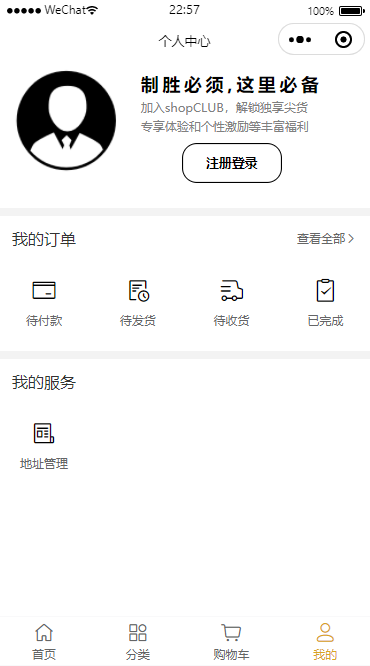 WeChat 22:57 100%
个人中心
制胜必须,这里必备
加入shopCLUB，解锁独享尖货
专享体验和个性激励等丰富福利
注册登录
我的订单 查看全部
待付款 待发货 待收货 已完成
我的服务
地址管理
首页 分类 购物车 我的